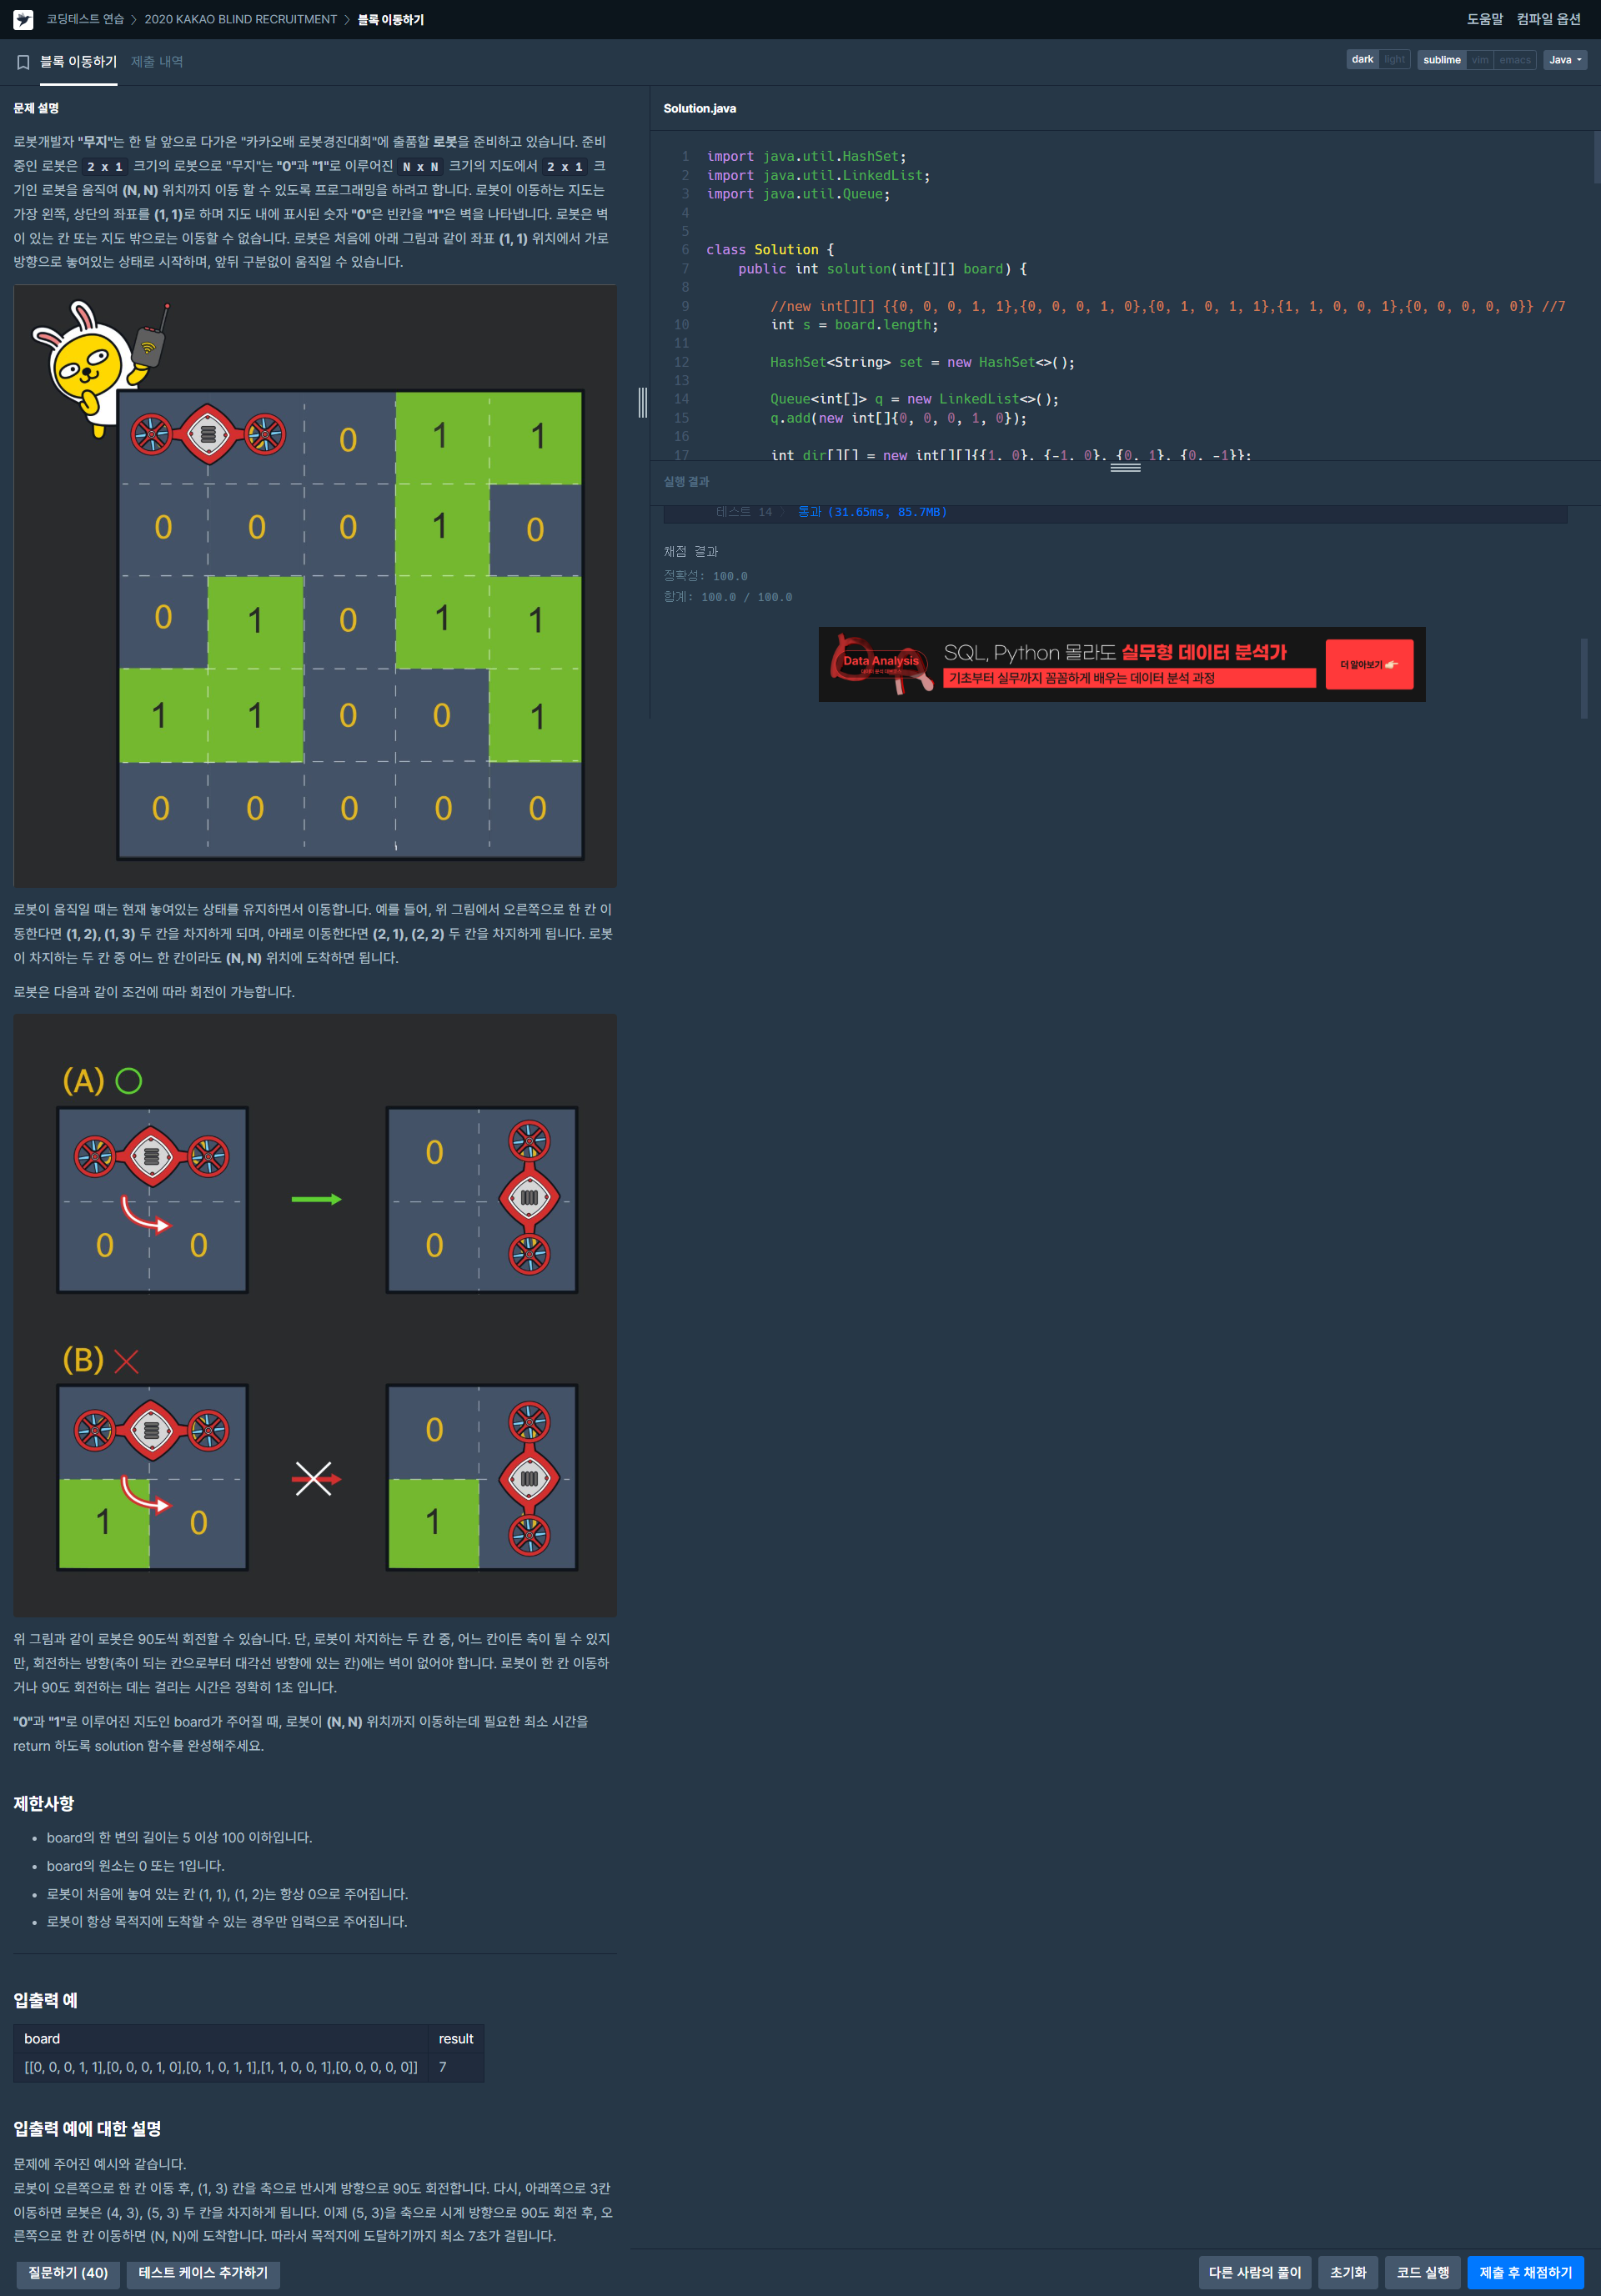 코딩테스트 연습 > 2020 KAKAO BLIND RECRUITMENT > 블록 이동하기
도움말 컴파일 옵션
블록 이동하기 제출 내역
dark light sublime vim emacs Java
문제 설명
로봇개발자 "무지"는 한 달 앞으로 다가온 "카카오배 로봇경진대회"에 출품할 로봇을 준비하고 있습니다. 준비
중인 로봇은 2 x 1 크기의 로봇으로 "무지"는 "0"과 "1"로 이루어진 N x N 크기의 지도에서 2 x 1 크
기인 로봇을 움직여 (N, N) 위치까지 이동 할 수 있도록 프로그래밍을 하려고 합니다. 로봇이 이동하는 지도는
가장 왼쪽, 상단의 좌표를 (1, 1)로 하며 지도 내에 표시된 숫자 "0"은 빈칸을 "1"은 벽을 나타냅니다. 로봇은 벽
이 있는 칸 또는 지도 밖으로는 이동할 수 없습니다. 로봇은 처음에 아래 그림과 같이 좌표 (1, 1) 위치에서 가로
방향으로 놓여있는 상태로 시작하며, 앞뒤 구분없이 움직일 수 있습니다.
0 1 1
0 0 0 1 0
0 1 0 1 1
1 1 0 0 1
0 0 0 0 0
로봇이 움직일 때는 현재 놓여있는 상태를 유지하면서 이동합니다. 예를 들어, 위 그림에서 오른쪽으로 한 칸 이
동한다면 (1, 2), (1, 3) 두 칸을 차지하게 되며, 아래로 이동한다면 (2, 1), (2, 2) 두 칸을 차지하게 됩니다. 로봇
이 차지하는 두 칸 중 어느 한 칸이라도 (N, N) 위치에 도착하면 됩니다.
로봇은 다음과 같이 조건에 따라 회전이 가능합니다.
(A)
0
0 0 0
(B)
0
1 0 1
위 그림과 같이 로봇은 90도씩 회전할 수 있습니다. 단, 로봇이 차지하는 두 칸 중, 어느 칸이든 축이 될 수 있지
만, 회전하는 방향(축이 되는 칸으로부터 대각선 방향에 있는 칸)에는 벽이 없어야 합니다. 로봇이 한 칸 이동하
거나 90도 회전하는 데는 걸리는 시간은 정확히 1초 입니다.
"0"과 "1"로 이루어진 지도인 board가 주어질 때, 로봇이 (N, N) 위치까지 이동하는데 필요한 최소 시간을
return 하도록 solution 함수를 완성해주세요.
제한사항
• board의 한 변의 길이는 5 이상 100 이하입니다.
• board의 원소는 0 또는 1입니다.
• 로봇이 처음에 놓여 있는 칸 (1, 1), (1, 2)는 항상 0으로 주어집니다.
• 로봇이 항상 목적지에 도착할 수 있는 경우만 입력으로 주어집니다.
입출력 예
board result
[[0, 0, 0, 1, 1],[0, 0, 0, 1, 0],[0, 1, 0, 1, 1],[1, 1, 0, 0, 1],[0, 0, 0, 0, 0]] 7
입출력 예에 대한 설명
문제에 주어진 예시와 같습니다.
로봇이 오른쪽으로 한 칸 이동 후, (1, 3) 칸을 축으로 반시계 방향으로 90도 회전합니다. 다시, 아래쪽으로 3칸
이동하면 로봇은 (4, 3), (5, 3) 두 칸을 차지하게 됩니다. 이제 (5, 3)을 축으로 시계 방향으로 90도 회전 후, 오
른쪽으로 한 칸 이동하면 (N, N)에 도착합니다. 따라서 목적지에 도달하기까지 최소 7초가 걸립니다.
질문하기 (40) 테스트 케이스 추가하기
Solution.java
1 import java.util.HashSet;
2 import java.util.LinkedList;
3 import java.util.Queue;
4
5
6 class Solution {
7 public int solution(int[][] board) {
8
9 //new int[][] {{0, 0, 0, 1, 1},{0, 0, 0, 1, 0},{0, 1, 0, 1, 1},{1, 1, 0, 0, 1},{0, 0, 0, 0, 0}} //7
10 int s = board.length;
11
12 HashSet<String> set = new HashSet<>();
13
14 Queue<int[]> q = new LinkedList<>();
15 q.add(new int[]{0, 0, 0, 1, 0});
16
17 int dir[][] = new int[][]{{1, 0}, {-1, 0}, {0, 1}, {0, -1}};
실행 결과
테스트 14 > 통과 (31.65ms, 85.7MB)
채점 결과
정확성: 100.0
합계: 100.0 / 100.0
Data Analysis
SQL, Python 몰라도 실무형 데이터 분석가
기초부터 실무까지 꼼꼼하게 배우는 데이터 분석 과정
더 알아보기
다른 사람의 풀이 초기화 코드 실행 제출 후 채점하기